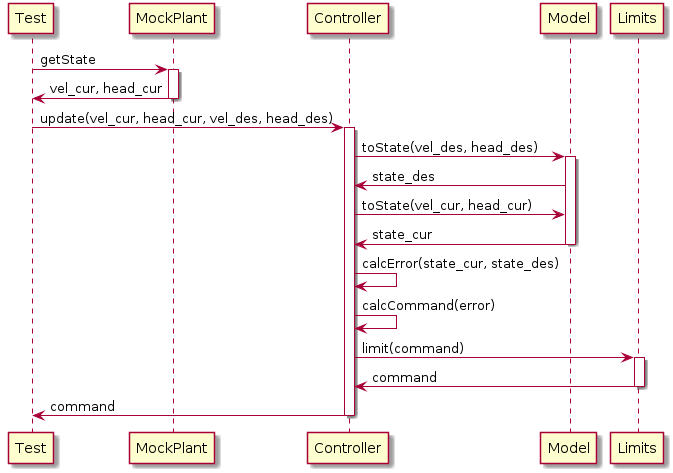 Test
MockPlant
Controller
Model
Limits
getState
vel_cur, head_cur
update(vel_cur, head_cur, vel_des, head_des)
toState(vel_des, head_des)
state_des
toState(vel_cur, head_cur)
state_cur
calcError(state_cur, state_des)
calcCommand(error)
limit(command)
command
command
Test
MockPlant
Controller
Model
Limits